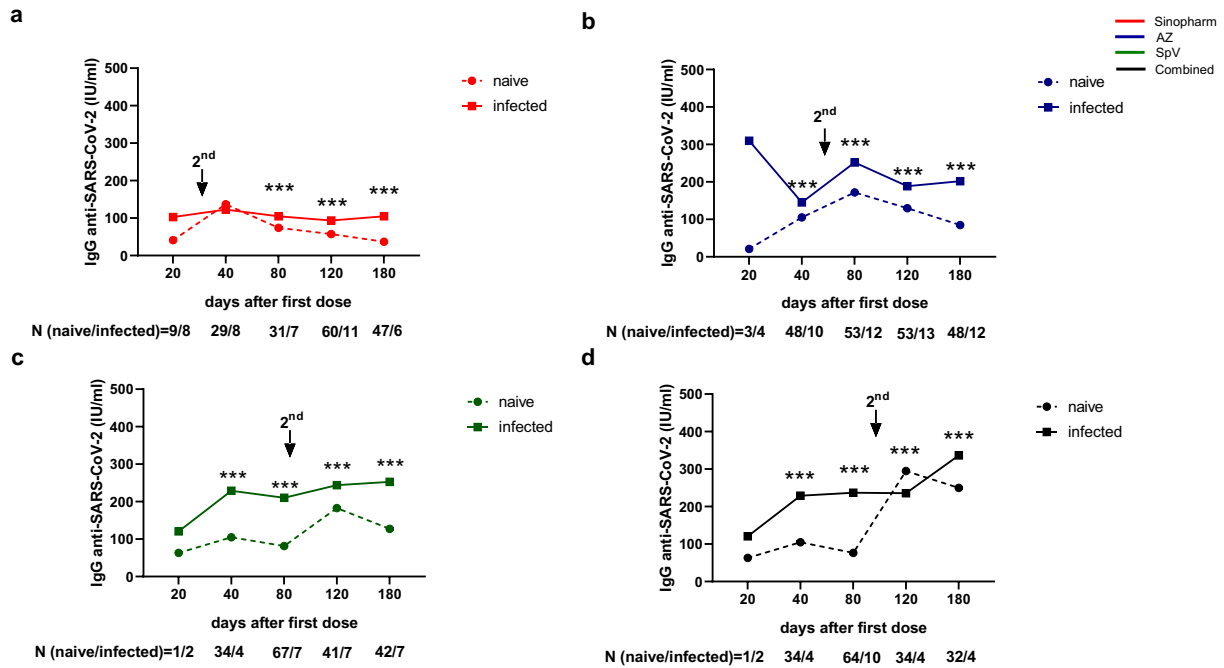 a
IgG anti-SARS-CoV-2 (IU/ml)
500
400
300
200
100
0
2nd
***
***
***
20 40 80 120 180
days after first dose
N (naive/infected)=9/8 29/8 31/7 60/11 47/6
naive
infected
b
Sinopharm
AZ
SpV
Combined
IgG anti-SARS-CoV-2 (IU/ml)
500
400
300
200
100
0
2nd
***
***
***
***
20 40 80 120 180
days after first dose
N (naive/infected)=3/4 48/10 53/12 53/13 48/12
naive
infected
c
IgG anti-SARS-CoV-2 (IU/ml)
500
400
300
200
100
0
2nd
***
***
***
***
20 40 80 120 180
days after first dose
N (naive/infected)=1/2 34/4 67/7 41/7 42/7
naive
infected
d
IgG anti-SARS-CoV-2 (IU/ml)
500
400
300
200
100
0
2nd
***
***
***
***
20 40 80 120 180
days after first dose
N (naive/infected)=1/2 34/4 64/10 34/4 32/4
naive
infected